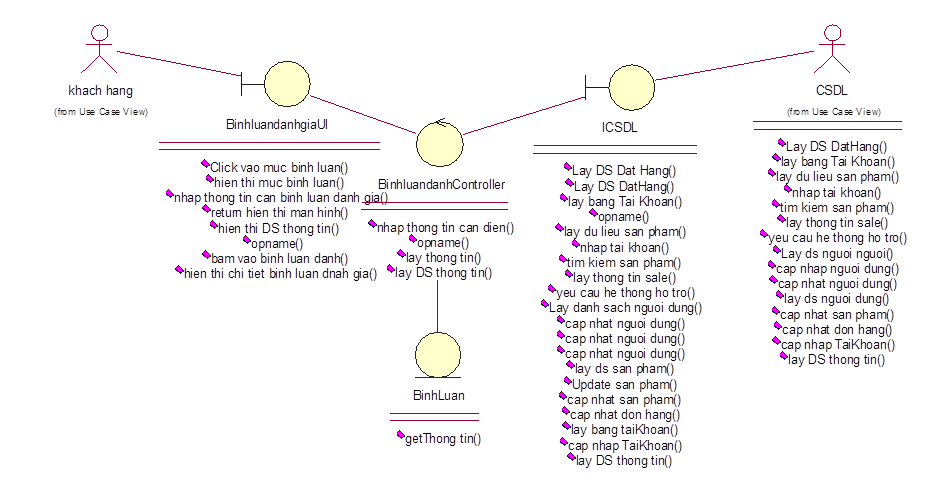 khach hang
(from Use Case View)
BinhluandanhgiaUI
Click vao muc binh luan()
hien thi muc binh luan()
nhap thong tin can binh luan danh gia()
return hien thi man hinh()
hien thi DS thong tin()
opname()
bam vao binh luan danh()
hien thi chi tiet binh luan dnah gia()
BinhluandanhController
nhap thong tin can dien()
opname()
lay thong tin()
lay DS thong tin()
BinhLuan
getThong tin()
ICSDL
Lay DS Dat Hang()
Lay DS DatHang()
lay bang Tai Khoan()
opname()
lay du lieu san pham()
nhap tai khoan()
tim kiem san pham()
lay thong tin sale()
yeu cau he thong ho tro()
Lay danh sach nguoi dung()
cap nhat nguoi dung()
cap nhat nguoi dung()
cap nhat nguoi dung()
lay ds san pham()
Update san pham()
cap nhat san pham()
cap nhat don hang()
lay bang taiKhoan()
cap nhap TaiKhoan()
lay DS thong tin()
CSDL
(from Use Case View)
Lay DS DatHang()
lay bang Tai Khoan()
lay du lieu san pham()
nhap tai khoan()
tim kiem san pham()
lay thong tin sale()
yeu cau he thong ho tro()
Lay ds nguoi nguoi()
cap nhap nguoi dung()
cap nhat nguoi dung()
lay ds nguoi dung()
cap nhat san pham()
cap nhat don hang()
cap nhap TaiKhoan()
lay DS thong tin()